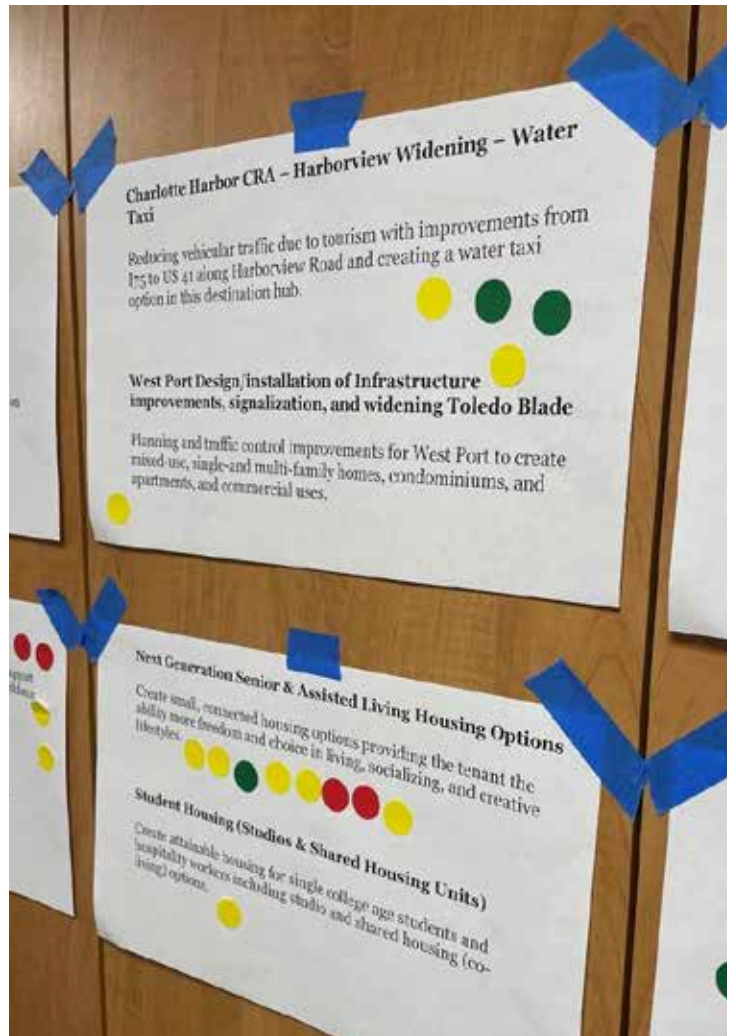 Charlotte Harbor CRA – Harborview Widening – Water
Taxi
Reducing vehicular traffic due to tourism with improvements from
I75 to US 41 along Harborview Road and creating a water taxi
option in this destination hub.
West Port Design/installation of Infrastructure
improvements, signalization, and widening Toledo Blade
Planning and traffic control improvements for West Port to create
mixed-use, single-and multi-family homes, condominiums, and
apartments, and commercial uses.
Next Generation Senior & Assisted Living Housing Options
Create small, connected housing options providing the tenant the
ability more freedom and choice in living, socializing, and creative
lifestyles.
Student Housing (Studios & Shared Housing Units)
Create attainable housing for single college age students and
hospitality workers including studio and shared housing (co-
living) options.